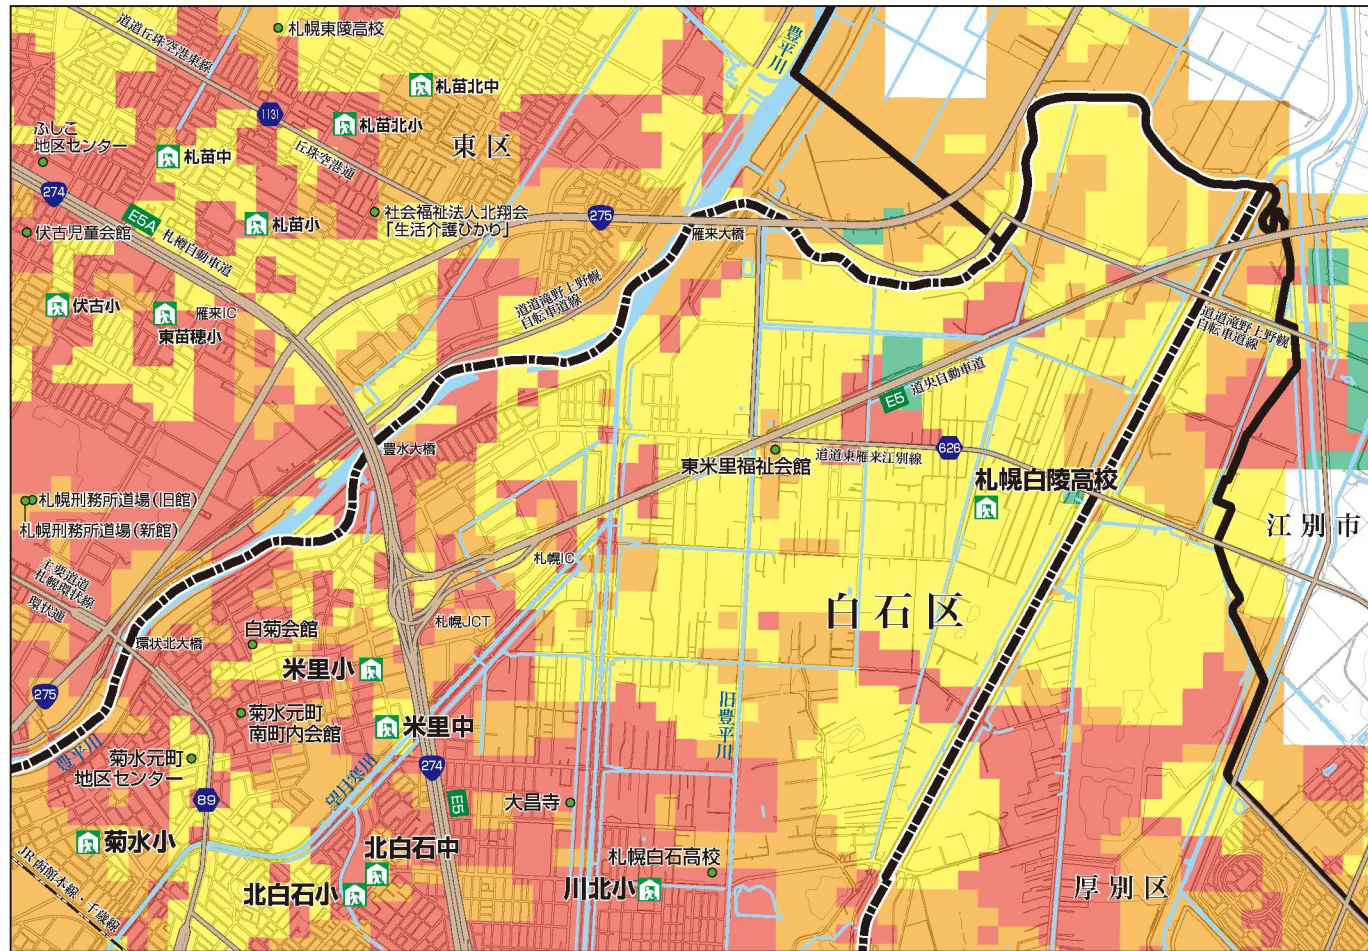 札幌東陵高校
道道丘珠空港東線
豊平川
札苗北中
1131
札苗北小
ふしこ
地区センター
札苗中
東区
丘珠空港通
274
E5A
札樽自動車道
札苗小
社会福祉法人北翔会
「生活介護ひかり」
275
雁来大橋
伏古児童会館
道道滝野上野幌
自転車道線
伏古小
東苗穂小
雁来IC
道道滝野上野幌
自転車道線
E5
道央自動車道
豊水大橋
東米里福祉会館
道道東雁来江別線
626
札幌白陵高校
札幌刑務所道場(旧館)
札幌刑務所道場(新館)
江別市
札幌IC
主要道道
札幌環状線
環状通
白石区
札幌JCT
環状北大橋
白菊会館
米里小
275
菊水元町
南町内会館
米里中
旧豊平川
豊平川
菊水元町
地区センター
望月寒川
274
89
E5
大昌寺
菊水小
北白石中
札幌白石高校
JR函館本線・千歳線
北白石小
川北小
厚別区